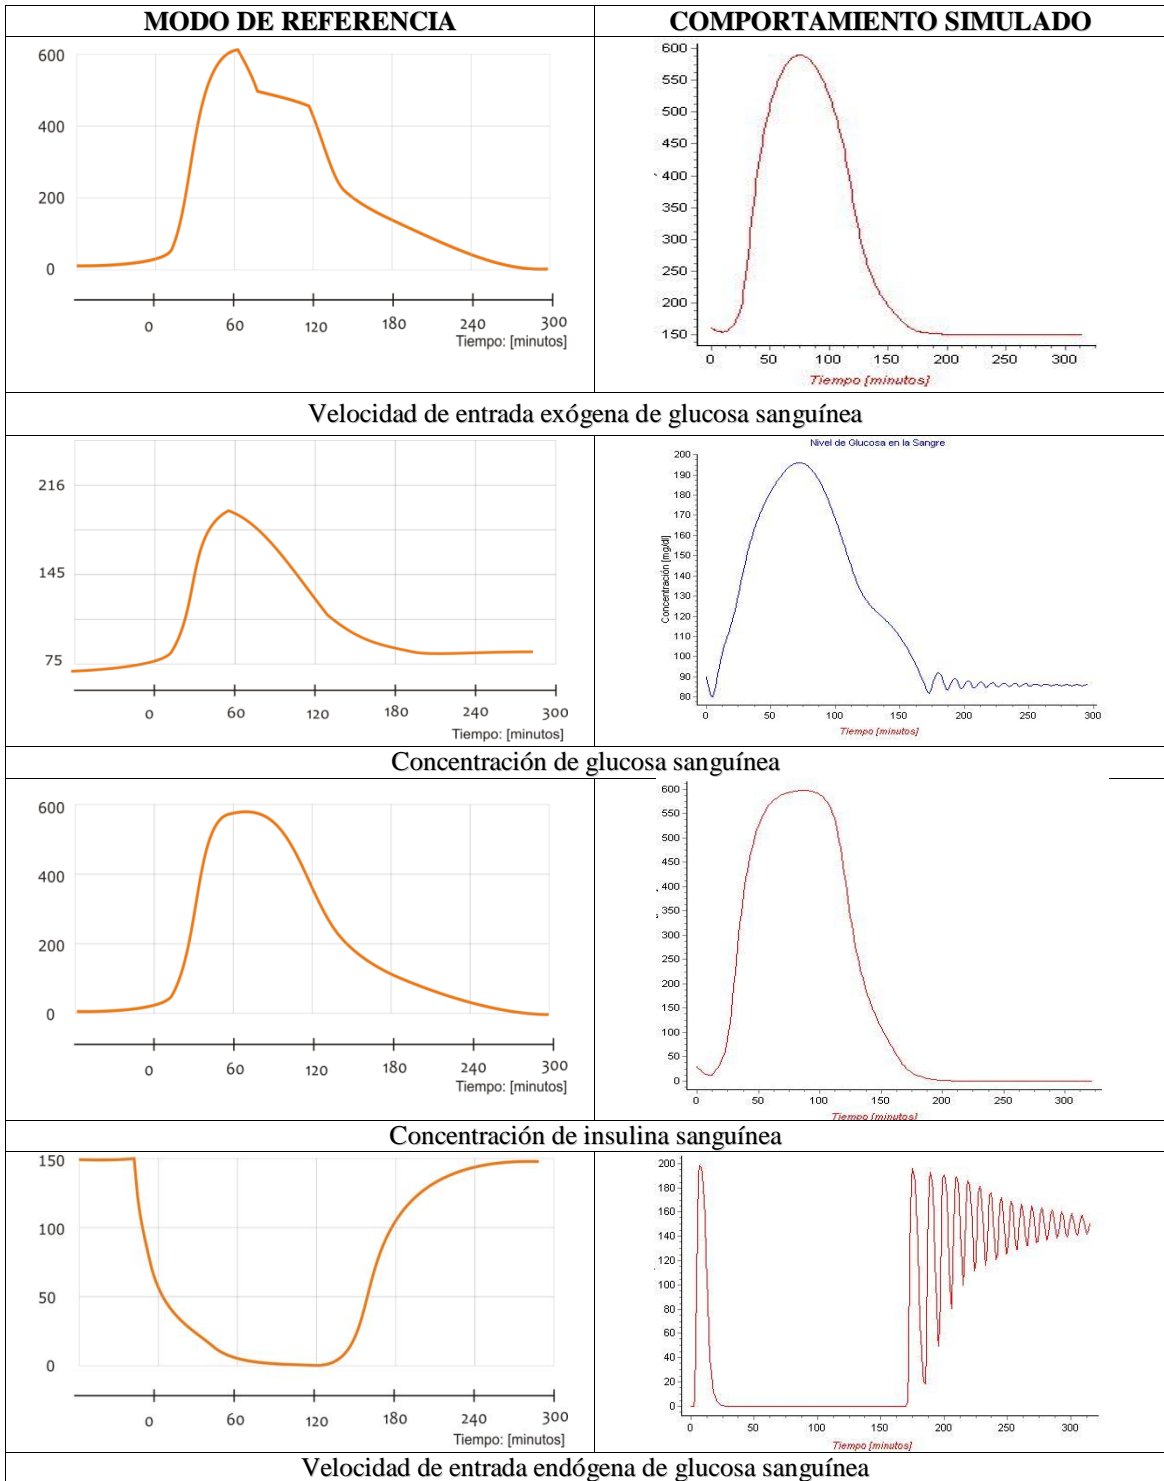 MODO DE REFERENCIA
COMPORTAMIENTO SIMULADO
600
400
200
0
0 60 120 180 240 300
Tiempo: [minutos]
600
550
500
450
400
350
300
250
200
150
0 50 100 150 200 250 300
Tiempo [minutos]
Velocidad de entrada exógena de glucosa sanguínea
216
145
75
0 60 120 180 240 300
Tiempo: [minutos]
Nivel de Glucosa en la Sangre
Concentración [mg/dl]
200
190
180
170
160
150
140
130
120
110
100
90
80
0 50 100 150 200 250 300
Tiempo [minutos]
Concentración de glucosa sanguínea
600
400
200
0
0 60 120 180 240 300
Tiempo: [minutos]
600
550
500
450
400
350
300
250
200
150
100
50
0
0 50 100 150 200 250 300
Tiempo [minutos]
Concentración de insulina sanguínea
150
100
50
0
0 60 120 180 240 300
Tiempo: [minutos]
200
180
160
140
120
100
80
60
40
20
0
0 50 100 150 200 250 300
Tiempo [minutos]
Velocidad de entrada endógena de glucosa sanguínea